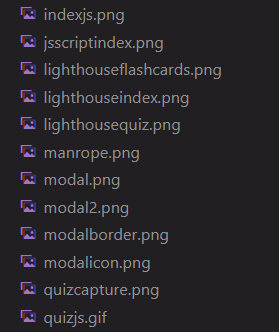 indexjs.png
jsscriptindex.png
lighthouseflashcards.png
lighthouseindex.png
lighthousequiz.png
manrope.png
modal.png
modal2.png
modalborder.png
modalicon.png
quizcapture.png
quizjs.gif